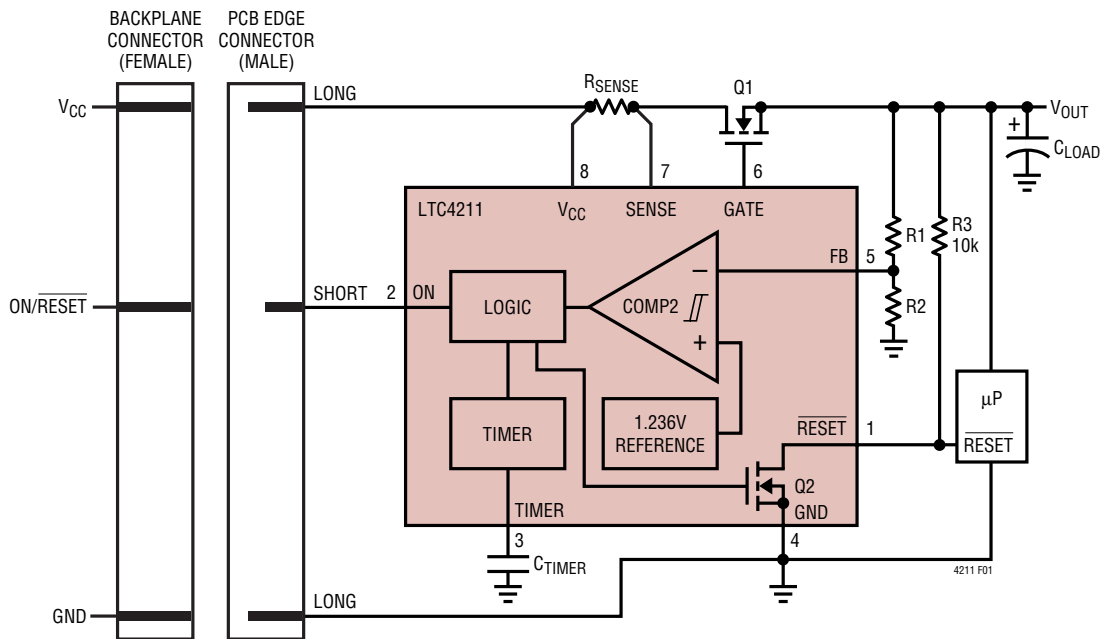 BACKPLANE
CONNECTOR
(FEMALE)
PCB EDGE
CONNECTOR
(MALE)
VCC
LONG
RSENSE
Q1
VOUT
+
CLOAD
8
7
6
LTC4211
VCC
SENSE
GATE
R1
R3
10k
FB
5
–
ON/RESET
SHORT
2
ON
LOGIC
COMP2
R2
+
µP
TIMER
1.236V
REFERENCE
RESET
1
RESET
Q2
TIMER
GND
3
4
CTIMER
4211 F01
GND
LONG